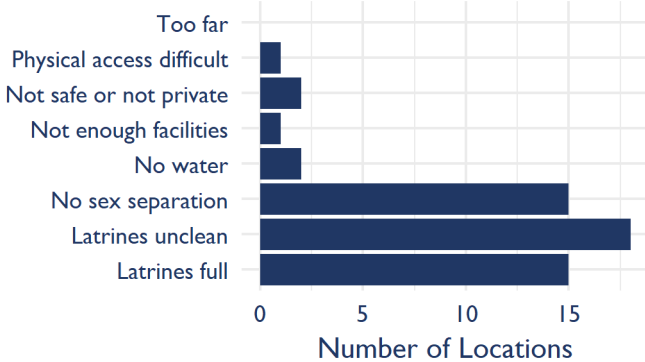 Too far
Physical access difficult
Not safe or not private
Not enough facilities
No water
No sex separation
Latrines unclean
Latrines full
0 5 10 15
Number of Locations